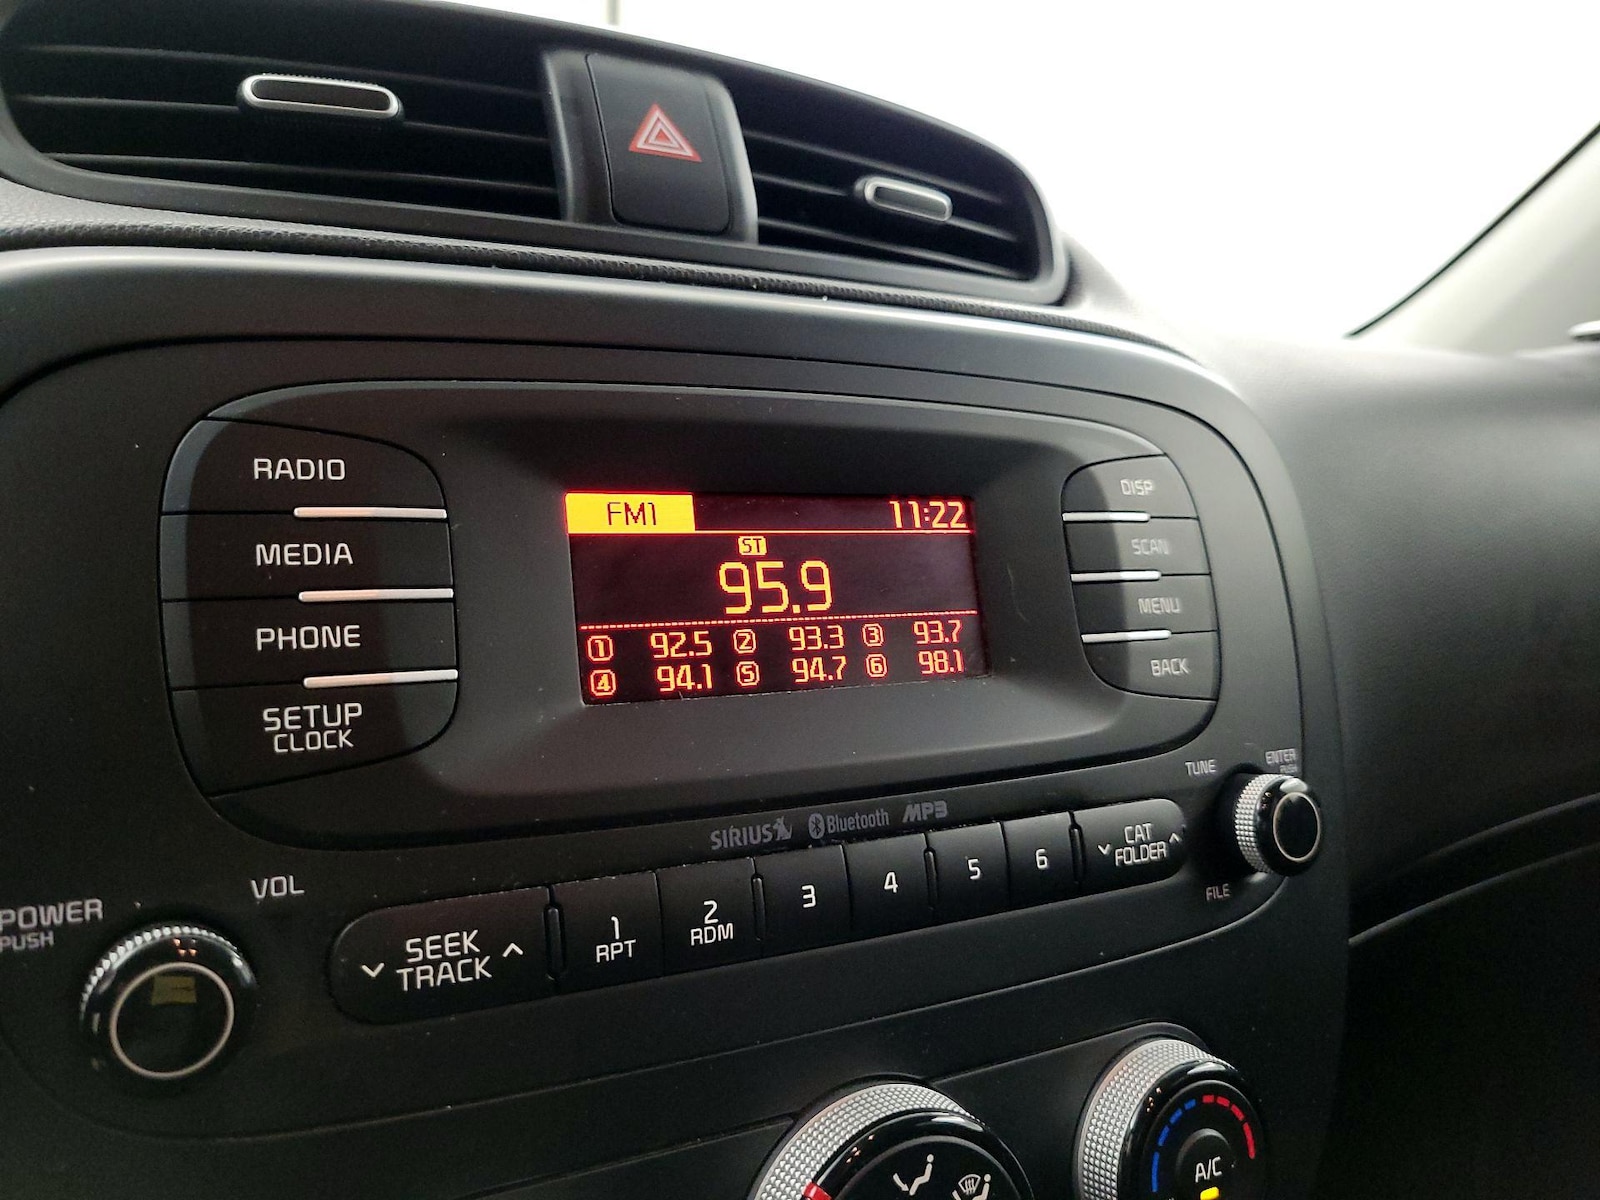 RADIO
MEDIA
PHONE
SETUP
CLOCK
FM1 11:22
ST
95.9
1 92.5 2 93.3 3 93.7
4 94.1 5 94.7 6 98.1
DISP
SCAN
MENU
BACK
TUNE
ENTER
PUSH
SIRIUS Bluetooth MP3
POWER
PUSH
VOL
SEEK
TRACK
1
RPT
2
RDM
3
4
5
6
CAT
FOLDER
FILE
A/C